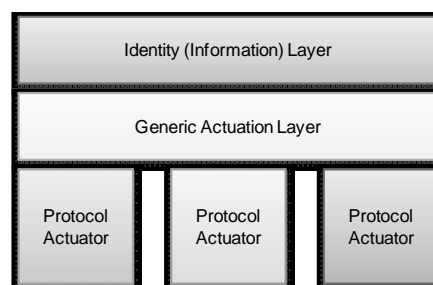 Identity (Information) Layer
Generic Actuation Layer
Protocol
Actuator
Protocol
Actuator
Protocol
Actuator